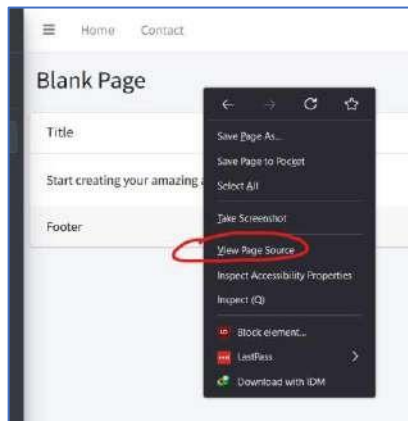 Home Contact
Blank Page
Title
Start creating your amazing
Footer
Save Page As...
Save Page to Pocket
Select All
Take Screenshot
View Page Source
Inspect Accessibility Properties
Inspect (Q)
Block element...
LastPass
Download with IDM